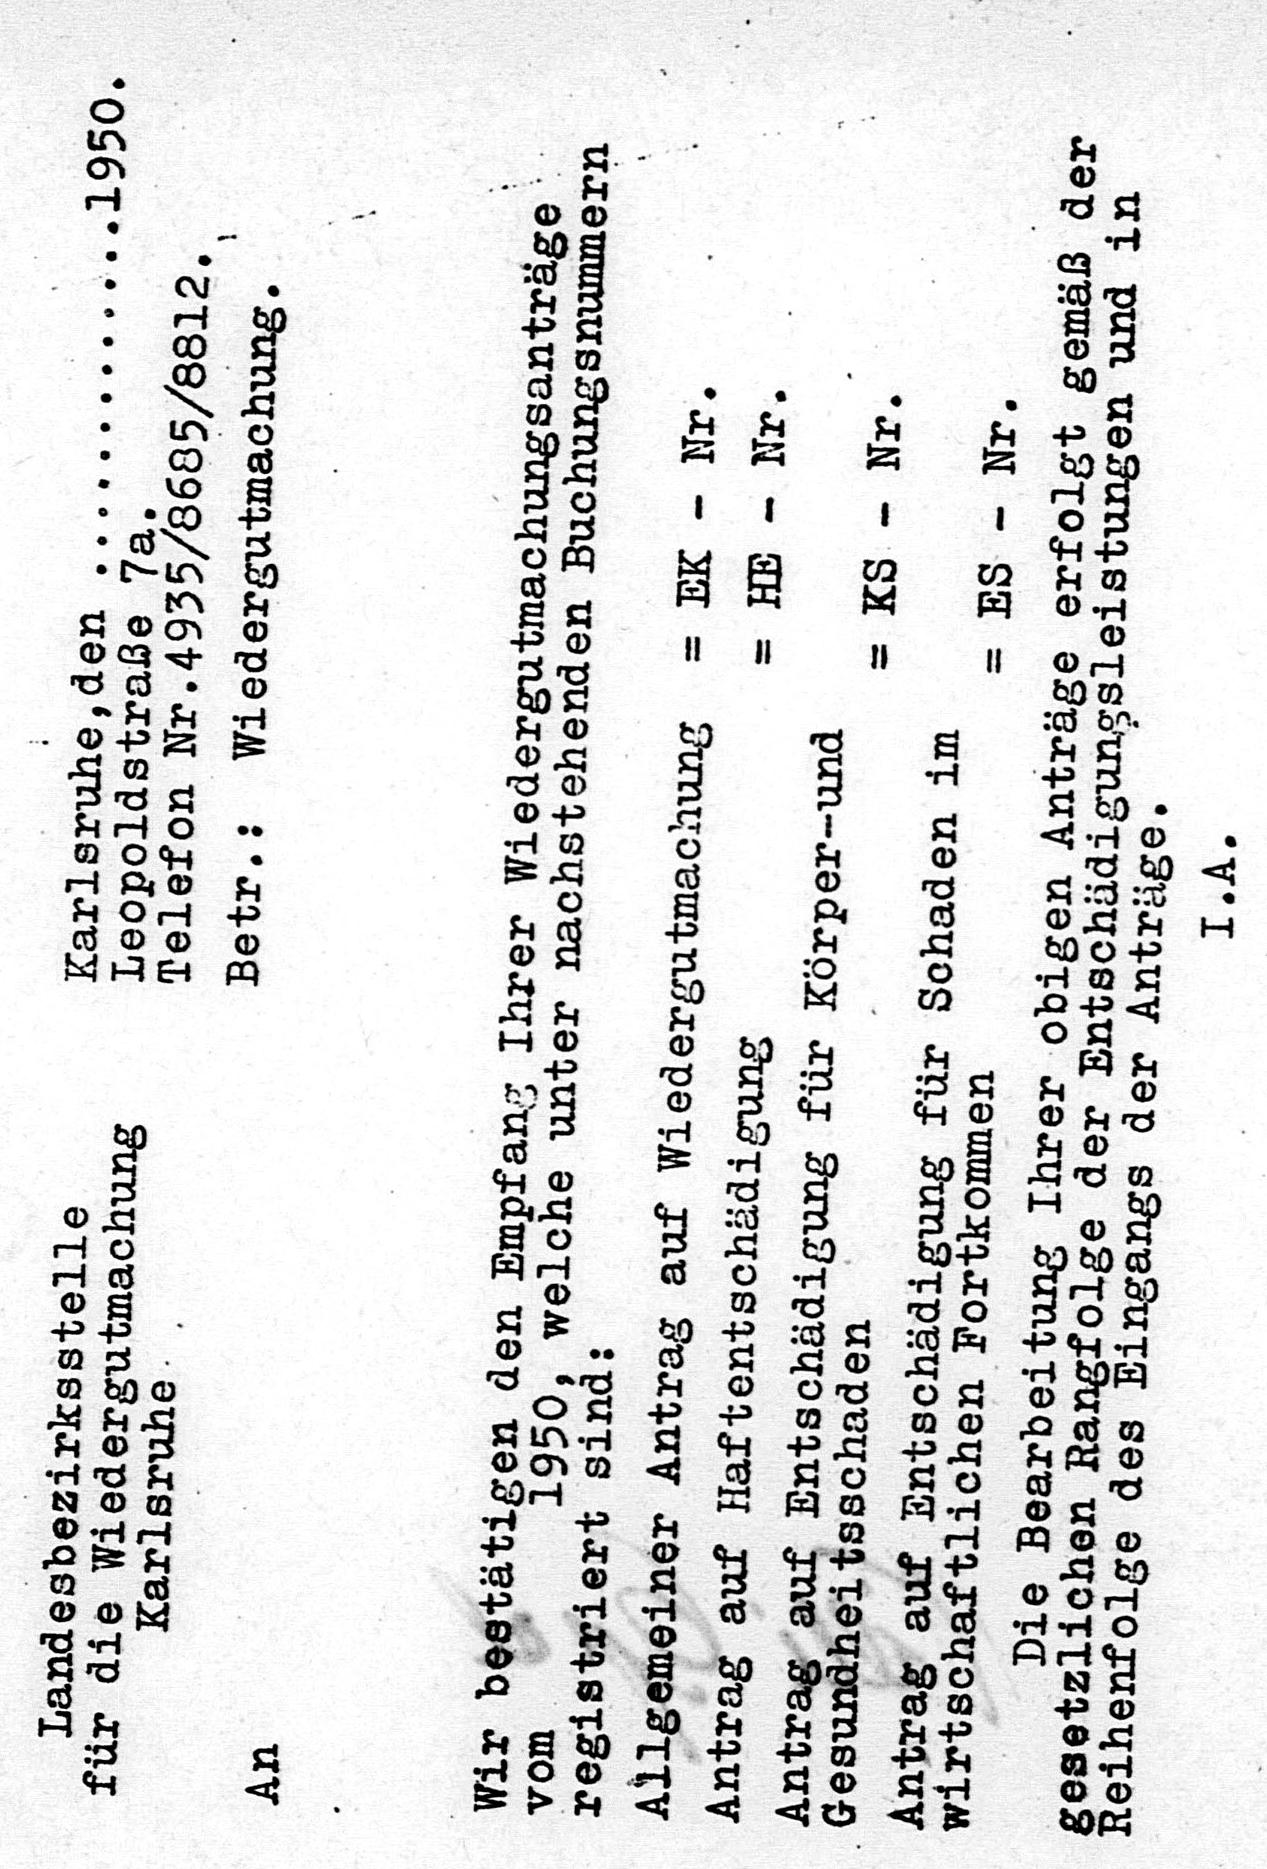 Landesbezirksstelle
für die Wiedergutmachung
Karlsruhe
Karlsruhe,den ............1950.
Leopoldstraße 7a.
Telefon Nr.4935/8685/8812.
Betr.: Wiedergutmachung.
An
Wir bestätigen den Empfang Ihrer Wiedergutmachungsanträge
vom 1950, welche unter nachstehenden Buchungsnummern
registriert sind:
Allgemeiner Antrag auf Wiedergutmachung = EK - Nr.
Antrag auf Haftentschädigung = HE - Nr.
Antrag auf Entschädigung für Körper-und
Gesundheitsschaden = KS - Nr.
Antrag auf Entschädigung für Schaden im
wirtschaftlichen Fortkommen = ES - Nr.
Die Bearbeitung Ihrer obigen Anträge erfolgt gemäß der
gesetzlichen Rangfolge der Entschädigungsleistungen und in
Reihenfolge des Eingangs der Anträge.
I.A.